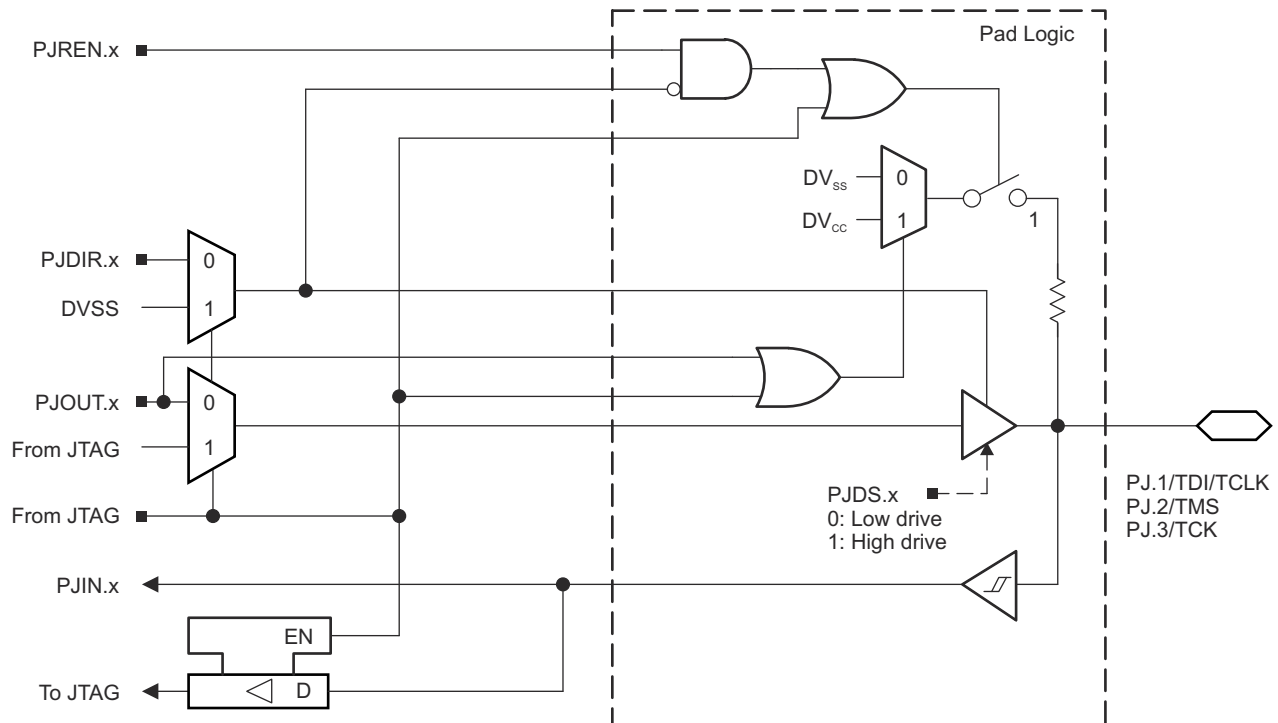 Pad Logic
PJREN.x
DVSS 0
DVCC 1
1
PJDIR.x 0
DVSS 1
PJOUT.x 0
From JTAG 1
From JTAG
PJDS.x
0: Low drive
1: High drive
PJ.1/TDI/TCLK
PJ.2/TMS
PJ.3/TCK
PJIN.x
EN
To JTAG
D